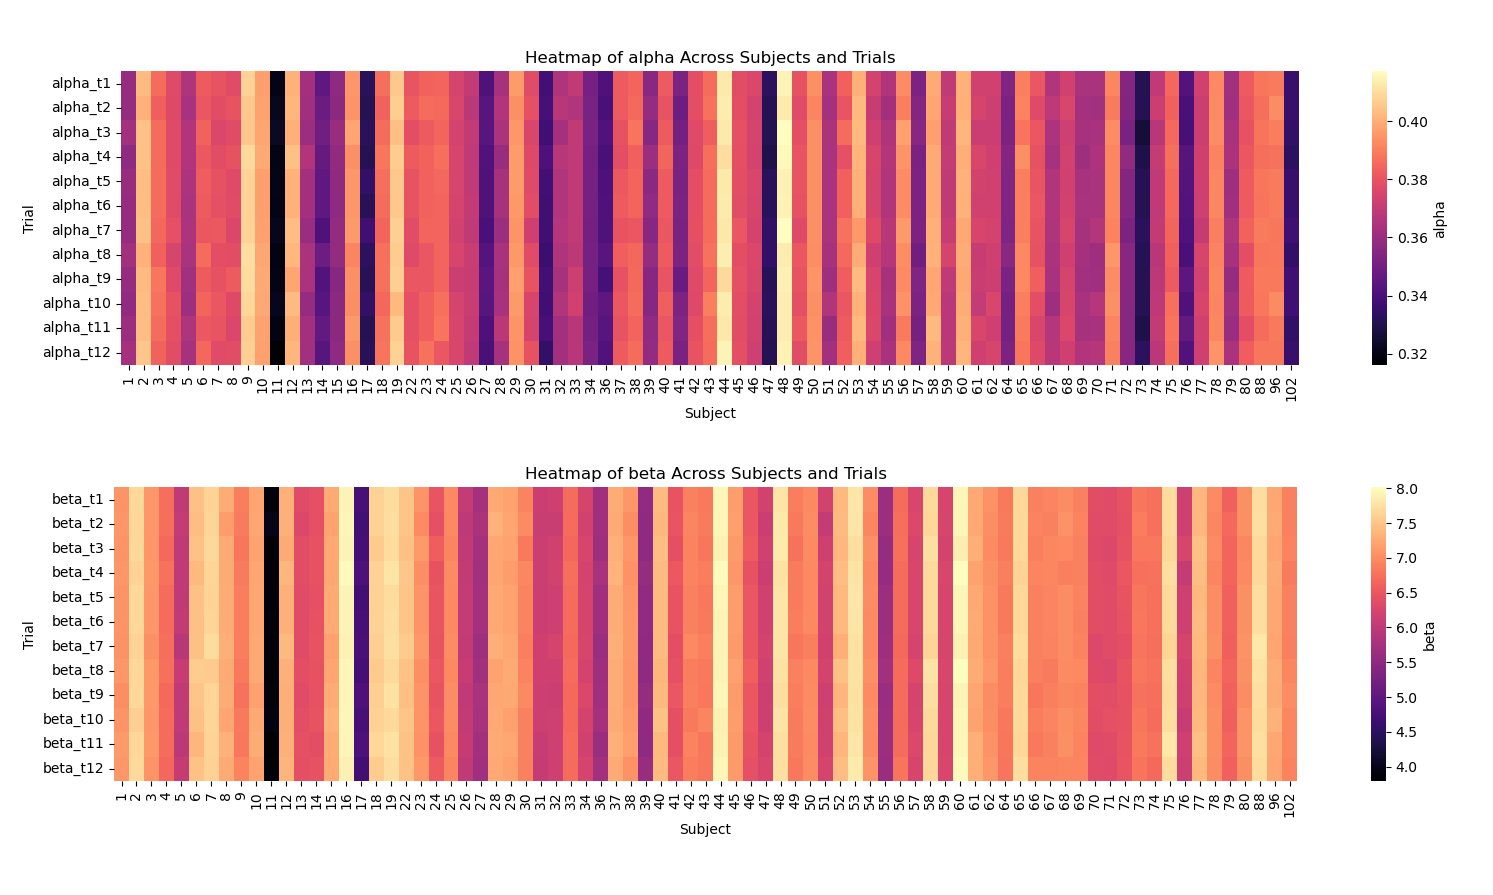 Heatmap of alpha Across Subjects and Trials
alpha_t1
alpha_t2
alpha_t3
alpha_t4
alpha_t5
alpha_t6
alpha_t7
alpha_t8
alpha_t9
alpha_t10
alpha_t11
alpha_t12
Trial
1 2 3 4 5 6 7 8 9 10 11 12 13 14 15 16 17 18 19 22 23 24 25 26 27 28 29 30 31 32 33 34 36 37 38 39 40 41 42 43 44 45 46 47 48 49 50 51 52 53 54 55 56 57 58 59 60 61 62 64 65 66 67 68 69 70 71 72 73 74 75 76 77 78 79 80 88 96 102
Subject
0.40
0.38
0.36
0.34
0.32
alpha
Heatmap of beta Across Subjects and Trials
beta_t1
beta_t2
beta_t3
beta_t4
beta_t5
beta_t6
beta_t7
beta_t8
beta_t9
beta_t10
beta_t11
beta_t12
Trial
1 2 3 4 5 6 7 8 9 10 11 12 13 14 15 16 17 18 19 22 23 24 25 26 27 28 29 30 31 32 33 34 36 37 38 39 40 41 42 43 44 45 46 47 48 49 50 51 52 53 54 55 56 57 58 59 60 61 62 64 65 66 67 68 69 70 71 72 73 74 75 76 77 78 79 80 88 96 102
Subject
8.0
7.5
7.0
6.5
6.0
5.5
5.0
4.5
4.0
beta